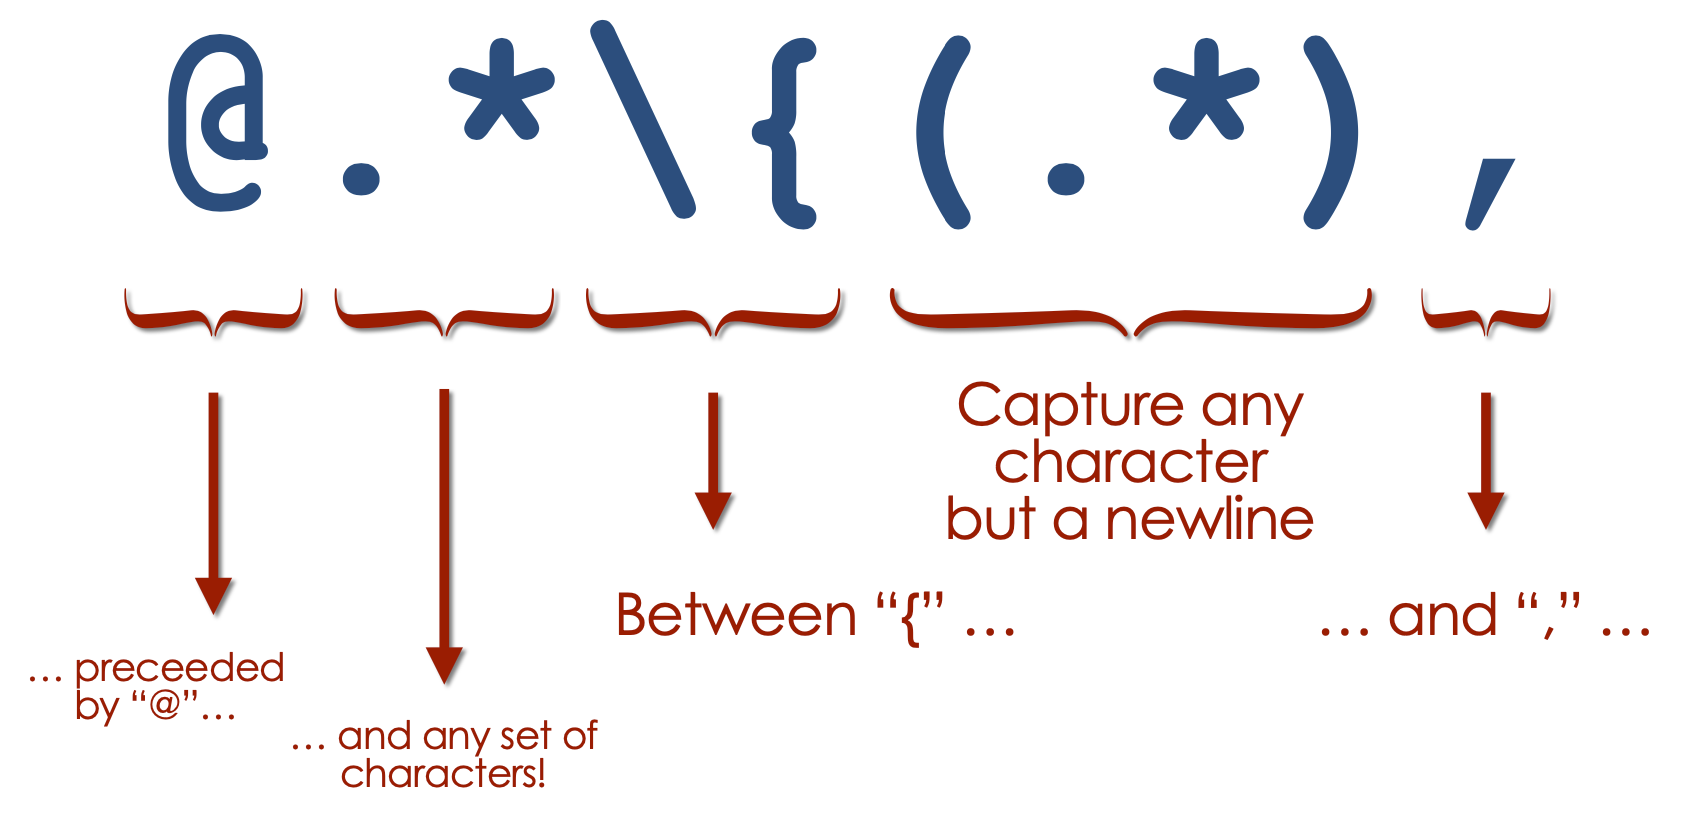 @.*\{(.*),
Capture any
character
but a newline
Between “{” ...
... and “,” ...
... preceeded
by “@”...
... and any set of
characters!